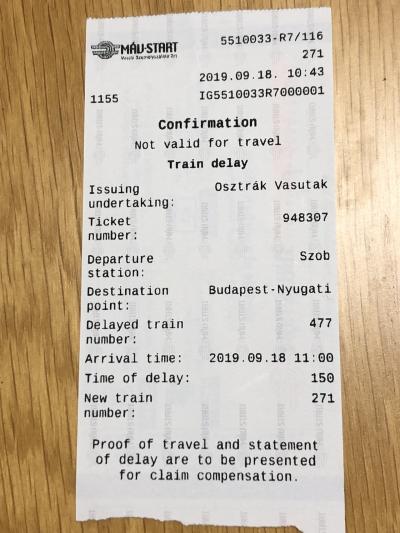 MÁV-START
5510033-R7/116
271
2019.09.18. 10:43
1155 IG5510033R7000001
Confirmation
Not valid for travel
Train delay
Issuing undertaking: Osztrák Vasutak
Ticket number: 948307
Departure station: Szob
Destination point: Budapest-Nyugati
Delayed train number: 477
Arrival time: 2019.09.18 11:00
Time of delay: 150
New train number: 271
Proof of travel and statement
of delay are to be presented
for claim compensation.